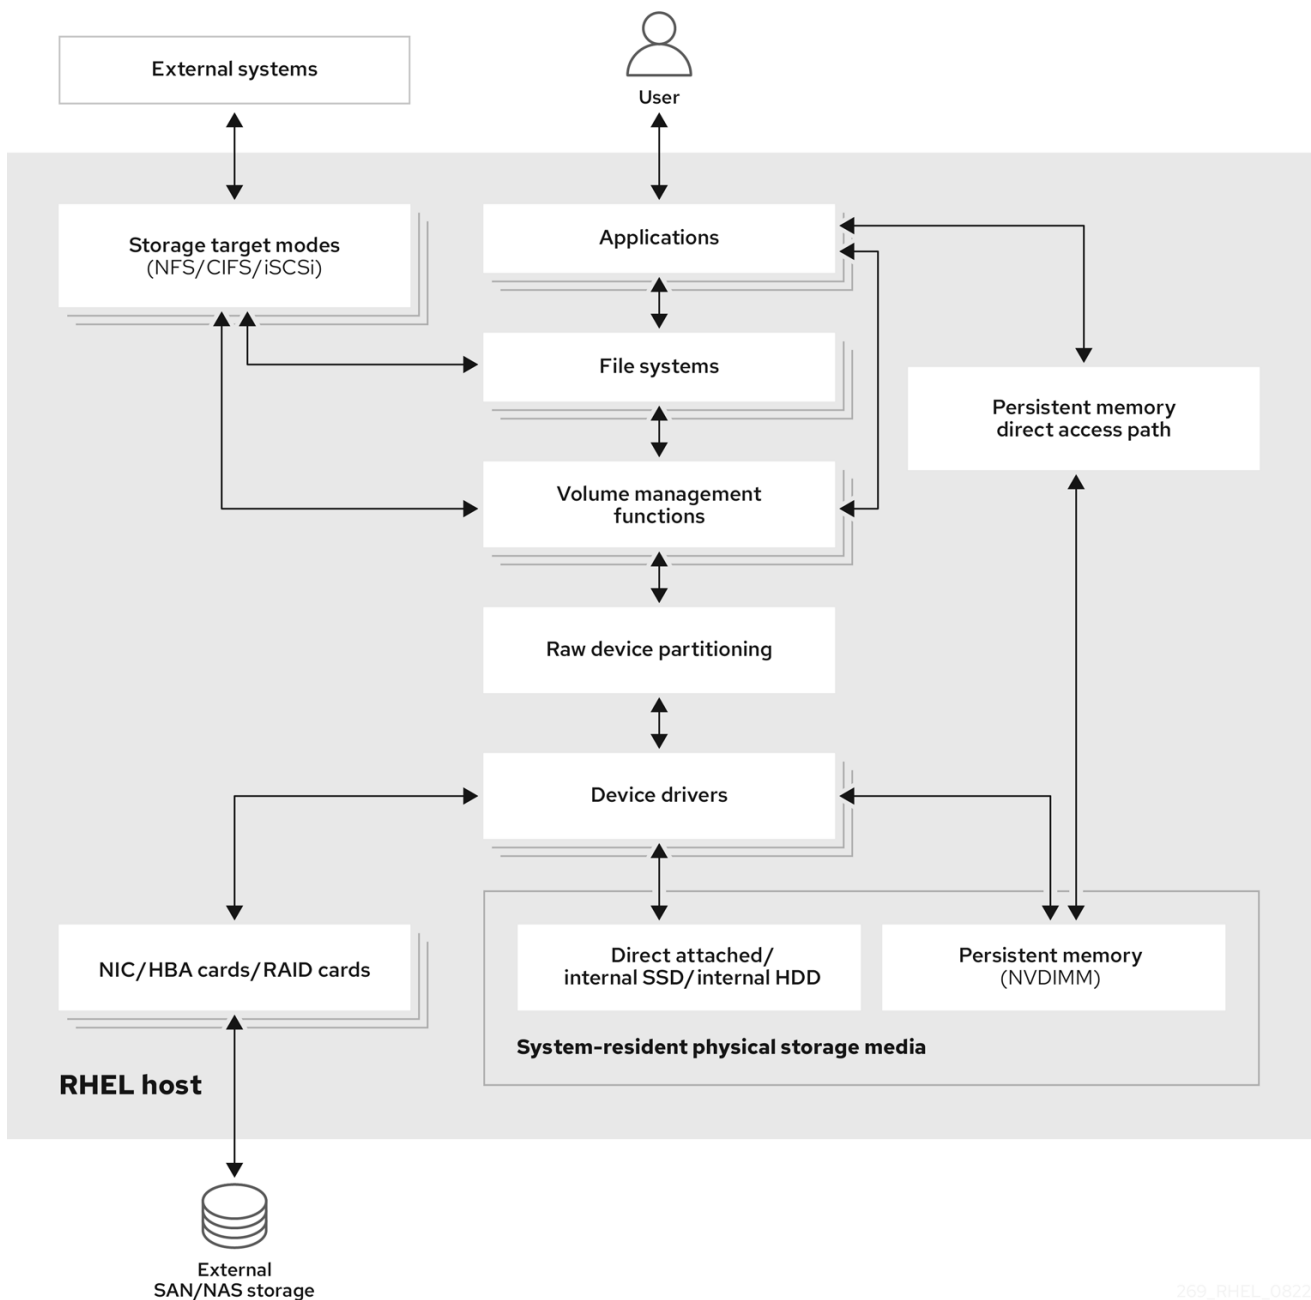 External systems
User
Storage target modes
(NFS/CIFS/iSCSi)
Applications
File systems
Persistent memory
direct access path
Volume management
functions
Raw device partitioning
Device drivers
NIC/HBA cards/RAID cards
Direct attached/
internal SSD/internal HDD
Persistent memory
(NVDIMM)
System-resident physical storage media
RHEL host
External
SAN/NAS storage
269_RHEL_0822